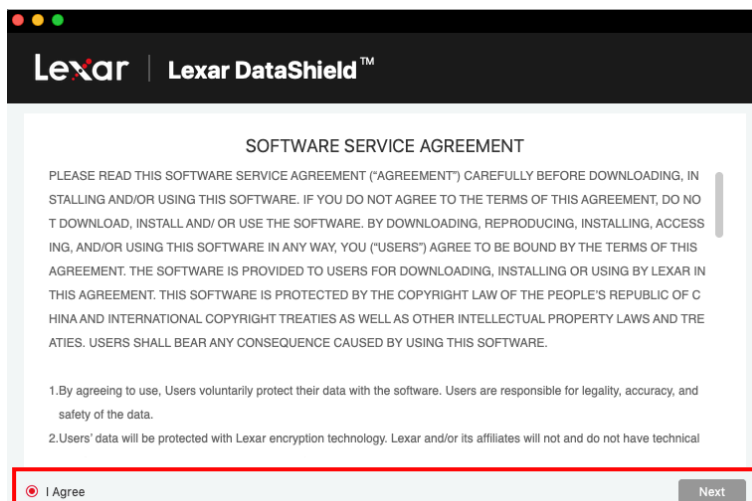 Lexar | Lexar DataShield™
SOFTWARE SERVICE AGREEMENT
PLEASE READ THIS SOFTWARE SERVICE AGREEMENT (“AGREEMENT”) CAREFULLY BEFORE DOWNLOADING, IN
STALLING AND/OR USING THIS SOFTWARE. IF YOU DO NOT AGREE TO THE TERMS OF THIS AGREEMENT, DO NO
T DOWNLOAD, INSTALL AND/ OR USE THE SOFTWARE. BY DOWNLOADING, REPRODUCING, INSTALLING, ACCESS
ING, AND/OR USING THIS SOFTWARE IN ANY WAY, YOU (“USERS”) AGREE TO BE BOUND BY THE TERMS OF THIS
AGREEMENT. THE SOFTWARE IS PROVIDED TO USERS FOR DOWNLOADING, INSTALLING OR USING BY LEXAR IN
THIS AGREEMENT. THIS SOFTWARE IS PROTECTED BY THE COPYRIGHT LAW OF THE PEOPLE’S REPUBLIC OF C
HINA AND INTERNATIONAL COPYRIGHT TREATIES AS WELL AS OTHER INTELLECTUAL PROPERTY LAWS AND TRE
ATIES. USERS SHALL BEAR ANY CONSEQUENCE CAUSED BY USING THIS SOFTWARE.
1.By agreeing to use, Users voluntarily protect their data with the software. Users are responsible for legality, accuracy, and
safety of the data.
2.Users’ data will be protected with Lexar encryption technology. Lexar and/or its affiliates will not and do not have technical
I Agree
Next